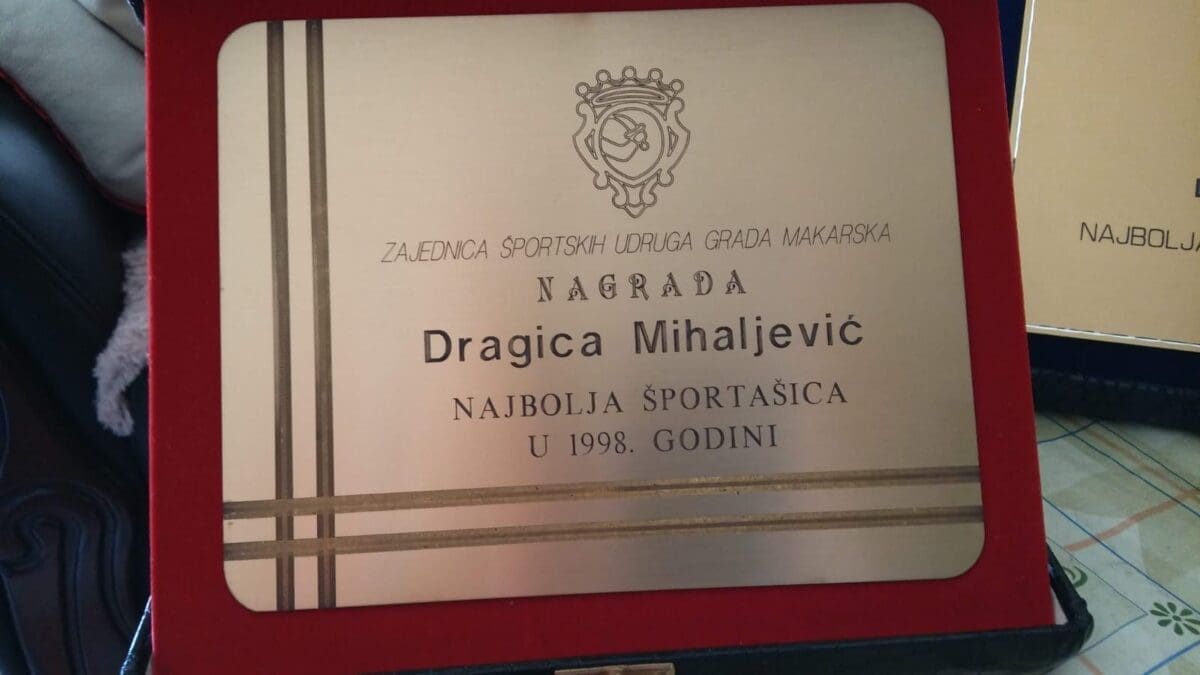 ZAJEDNICA ŠPORTSKIH UDRUGA GRADA MAKARSKA
NAGRADA
Dragica Mihaljević
NAJBOLJA ŠPORTAŠICA
U 1998. GODINI
NAJBOLJA